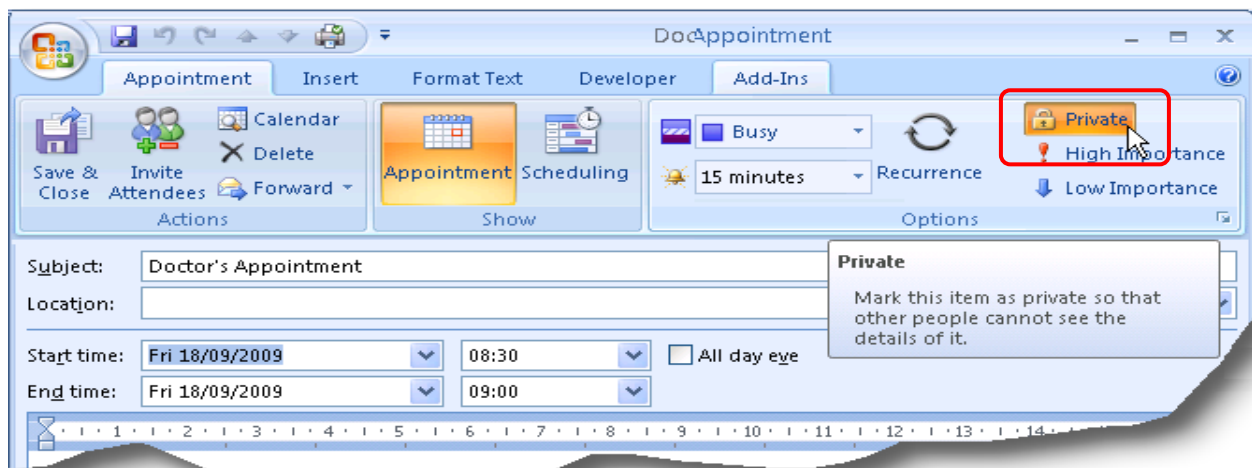 DocAppointment
Appointment Insert Format Text Developer Add-Ins
Calendar
Private
Delete
Busy
High Importance
Save & Close
Invite Attendees
Forward
Appointment
Scheduling
15 minutes
Recurrence
Low Importance
Actions Show Options
Subject: Doctor's Appointment
Private
Mark this item as private so that
other people cannot see the
details of it.
Location:
Start time: Fri 18/09/2009 08:30 All day eve
End time: Fri 18/09/2009 09:00
1 2 3 4 5 6 7 8 9 10 11 12 13 14